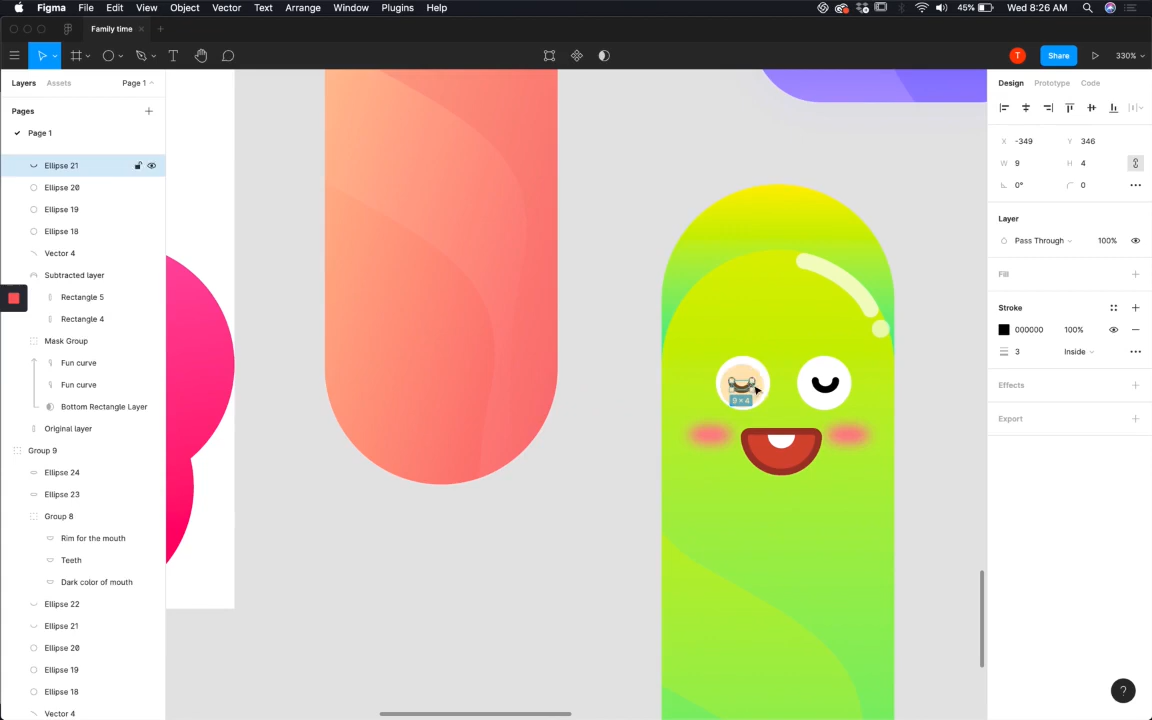 Figma File Edit View Object Vector Text Arrange Window Plugins Help 45% Wed 8:26 AM
Family time
T Share 330%
Layers Assets Page 1
Design Prototype Code
Pages
Page 1
X -349 Y 346
Ellipse 21
W 9 H 4
Ellipse 20
0° 0
Ellipse 19
Layer
Ellipse 18
Pass Through 100%
Vector 4
Fill
Subtracted layer
Rectangle 5
Stroke
Rectangle 4
000000 100%
Mask Group
3 Inside
Fun curve
Fun curve
Effects
9 × 4
Bottom Rectangle Layer
Export
Original layer
Group 9
Ellipse 24
Ellipse 23
Group 8
Rim for the mouth
Teeth
Dark color of mouth
Ellipse 22
Ellipse 21
Ellipse 20
Ellipse 19
Ellipse 18
?
Vector 4